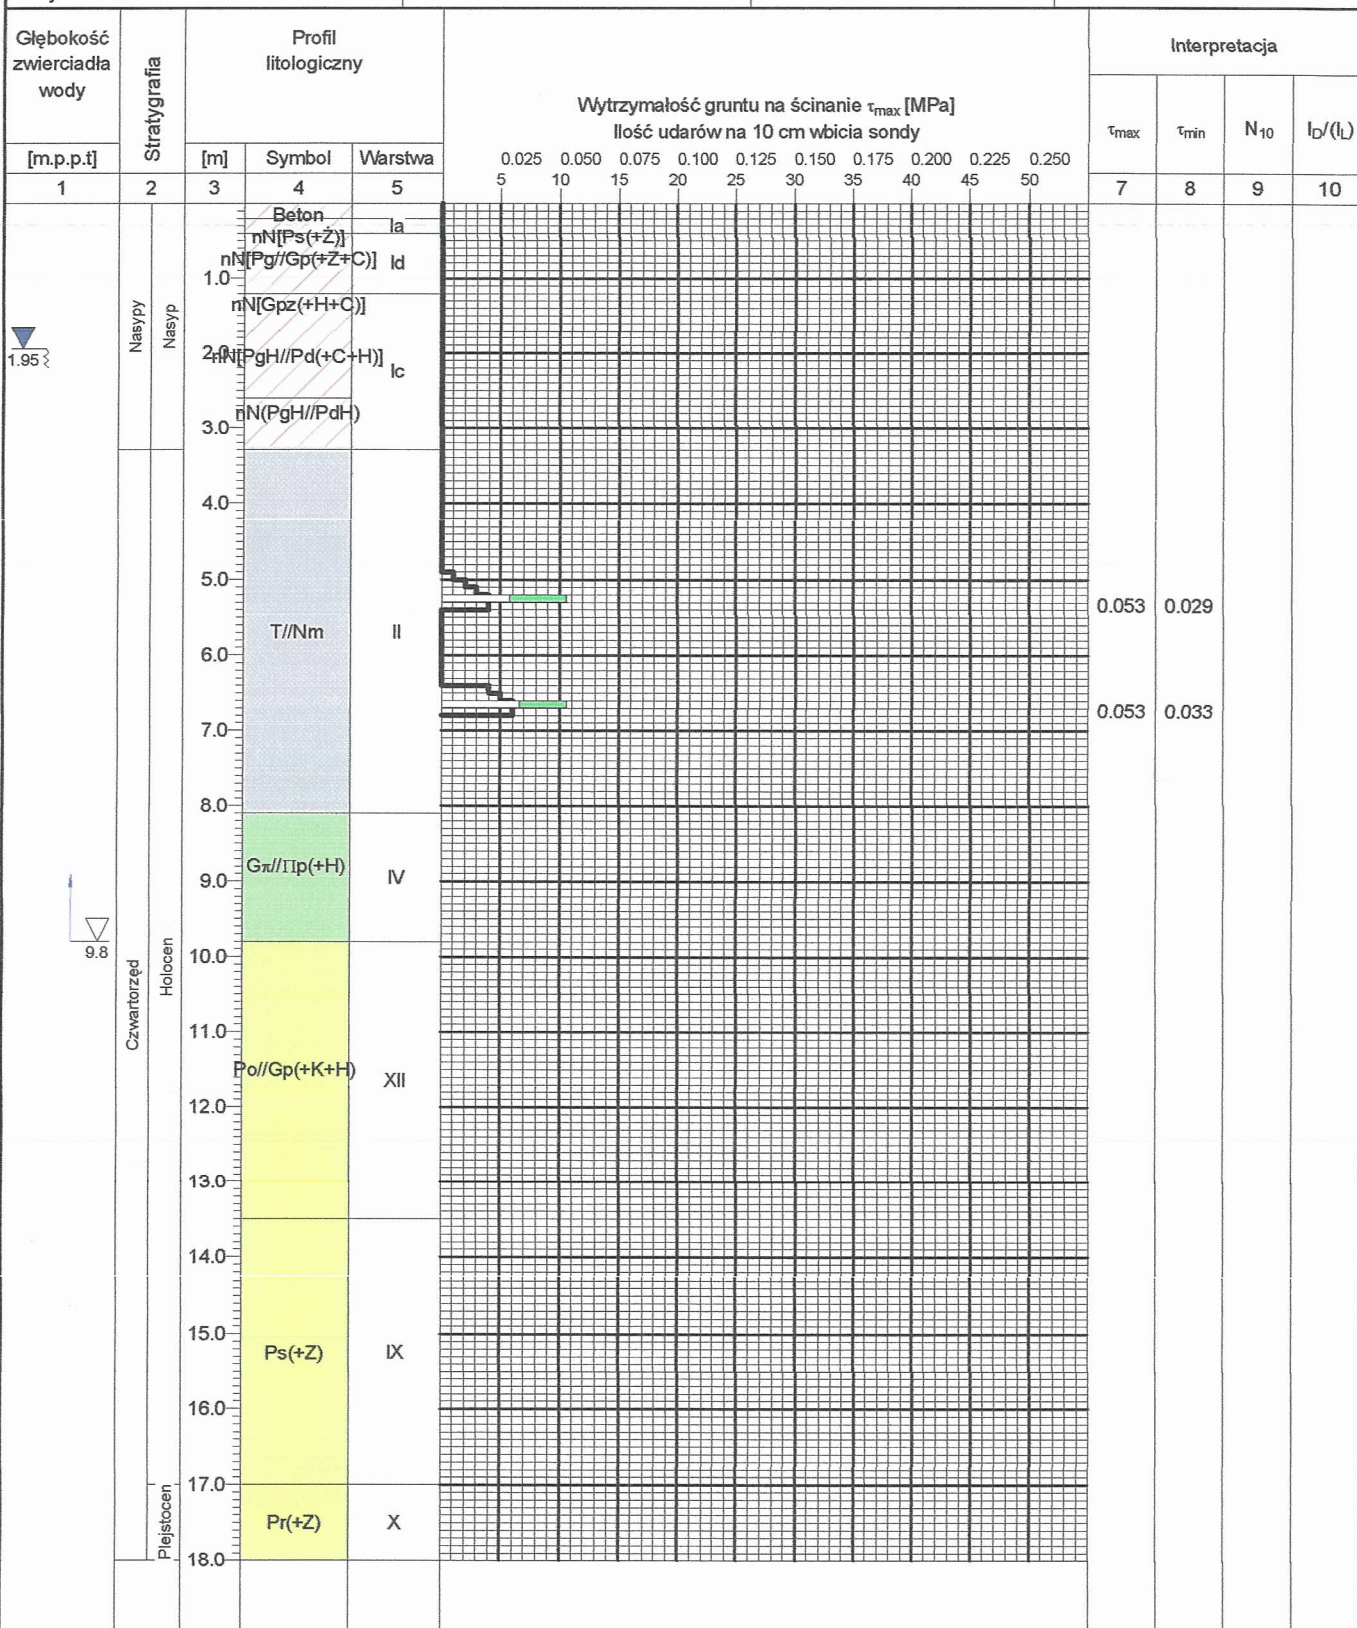 Głębokość
zwierciadła
wody
[m.p.p.t]
1
Stratygrafia
2
Profil
litologiczny
[m]
Symbol
Warstwa
3
4
5
Wytrzymałość gruntu na ścinanie τmax [MPa]
Ilość udarów na 10 cm wbicia sondy
0.025 0.050 0.075 0.100 0.125 0.150 0.175 0.200 0.225 0.250
5 10 15 20 25 30 35 40 45 50
Interpretacja
τmax
τmin
N10
ID/(IL)
7
8
9
10
Beton
Ia
nN[Ps(+Ż)]
nN[Pg//Gp(+Z+C)]
Id
1.0
nN[Gpz(+H+C)]
Nasypy
Nasyp
1.95
2.0
nN[PgH//Pd(+C+H)]
Ic
nN(PgH//PdH)
3.0
4.0
5.0
0.053 0.029
T//Nm
II
6.0
0.053 0.033
7.0
8.0
Gπ//Πp(+H)
IV
9.0
9.8
10.0
Czwartorzęd
Holocen
11.0
Po//Gp(+K+H)
XII
12.0
13.0
14.0
15.0
Ps(+Z)
IX
16.0
17.0
Plejstocen
Pr(+Z)
X
18.0